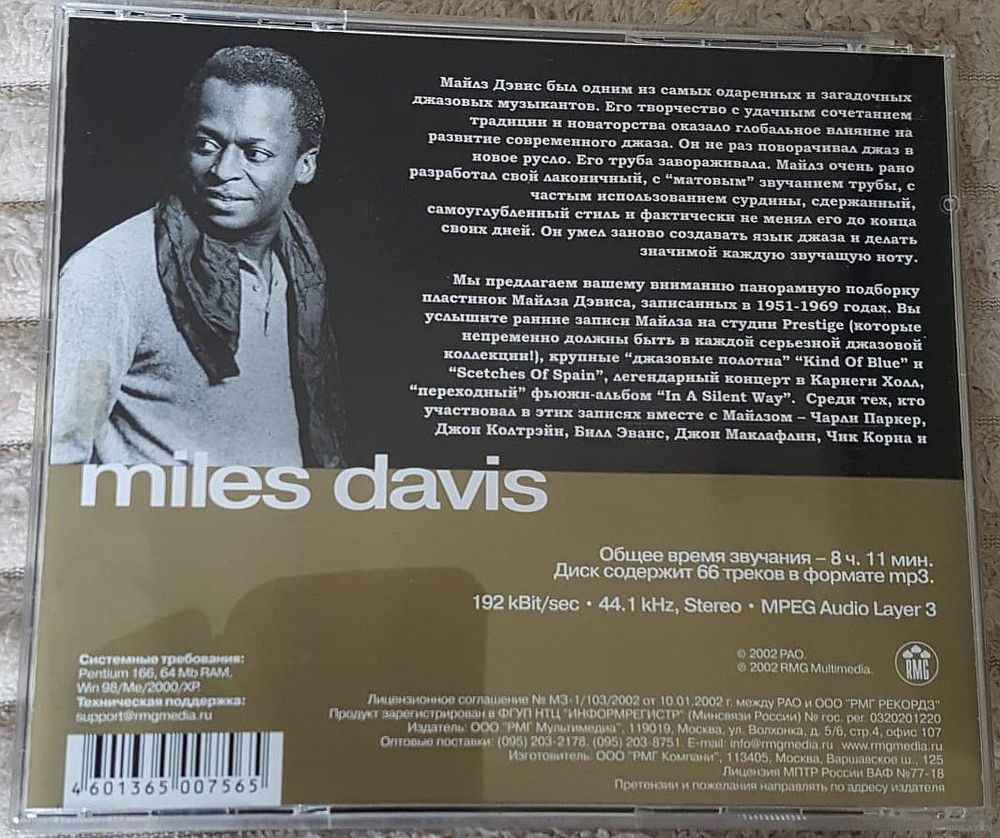 Майлз Дэвис был одним из самых одаренных и загадочных
джазовых музыкантов. Его творчество с удачным сочетанием
традиции и новаторства оказало глобальное влияние на
развитие современного джаза. Он не раз поворачивал джаз в
новое русло. Его труба завораживала. Майлз очень рано
разработал свой лаконичный, с “матовым” звучанием трубы, с
частым использованием сурдины, сдержанный,
самоуглубленный стиль и фактически не менял его до конца
своих дней. Он умел заново создавать язык джаза и делать
значимой каждую звучащую ноту.
Мы предлагаем вашему вниманию панорамную подборку
пластинок Майлза Дэвиса, записанных в 1951-1969 годах. Вы
услышите ранние записи Майлза на студии Prestige (которые
непременно должны быть в каждой серьезной джазовой
коллекции!), крупные “джазовые полотна” “Kind Of Blue” и
“Scetches Of Spain”, легендарный концерт в Карнеги Холл,
“переходный” фьюжн-альбом “In A Silent Way”. Среди тех, кто
участвовал в этих записях вместе с Майлзом – Чарли Паркер,
Джон Колтрэйн, Билл Эванс, Джон Маклафлин, Чик Кориа и
miles davis
Общее время звучания – 8 ч. 11 мин.
Диск содержит 66 треков в формате mp3.
192 kBit/sec • 44.1 kHz, Stereo • MPEG Audio Layer 3
Системные требования:
Pentium 166, 64 Mb RAM,
Win 98/Me/2000/XP.
Техническая поддержка:
support@rmgmedia.ru
© 2002 РАО.
℗ 2002 RMG Multimedia.
RMG
Лицензионное соглашение № МЗ-1/103/2002 от 10.01.2002 г. между РАО и ООО "РМГ РЕКОРДЗ"
Продукт зарегистрирован в ФГУП НТЦ "ИНФОРМРЕГИСТР" (Минсвязи России) № гос. рег. 0320201220
Издатель: ООО "РМГ Мультимедиа", 119019, Москва, ул. Волхонка, д. 5/6, стр.4, офис 107
Оптовые поставки: (095) 203-2178, (095) 203-8751. E-mail: info@rmgmedia.ru www.rmgmedia.ru
Изготовитель: ООО "РМГ Компани", 113405, Москва, Варшавское ш., 125
Лицензия МПТР России ВАФ №77-18
Претензии и пожелания направлять по адресу издателя
4 601365 007565